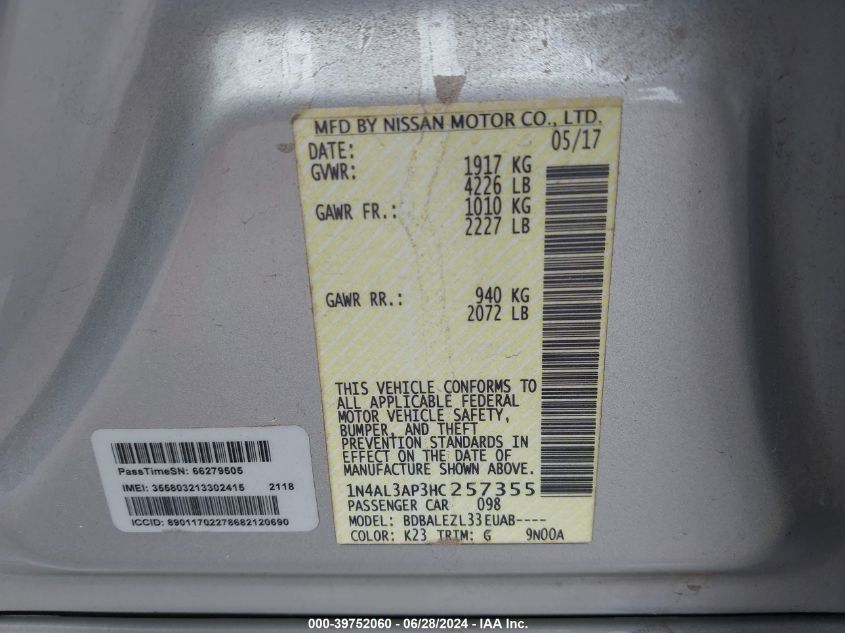 MFD BY NISSAN MOTOR CO., LTD.
DATE: 05/17
GVWR: 1917 KG
4226 LB
GAWR FR.: 1010 KG
2227 LB
GAWR RR.: 940 KG
2072 LB
THIS VEHICLE CONFORMS TO
ALL APPLICABLE FEDERAL
MOTOR VEHICLE SAFETY,
BUMPER, AND THEFT
PREVENTION STANDARDS IN
EFFECT ON THE DATE OF
MANUFACTURE SHOWN ABOVE.
1N4AL3AP3HC257355
PASSENGER CAR 098
MODEL: BDBALEZL33EUAB----
COLOR: K23 TRIM: G 9N00A
PassTimeSN: 66279505
IMEI: 355803213302415 2118
ICCID: 89011702278682120690
000-39752060 - 06/28/2024 - IAA Inc.